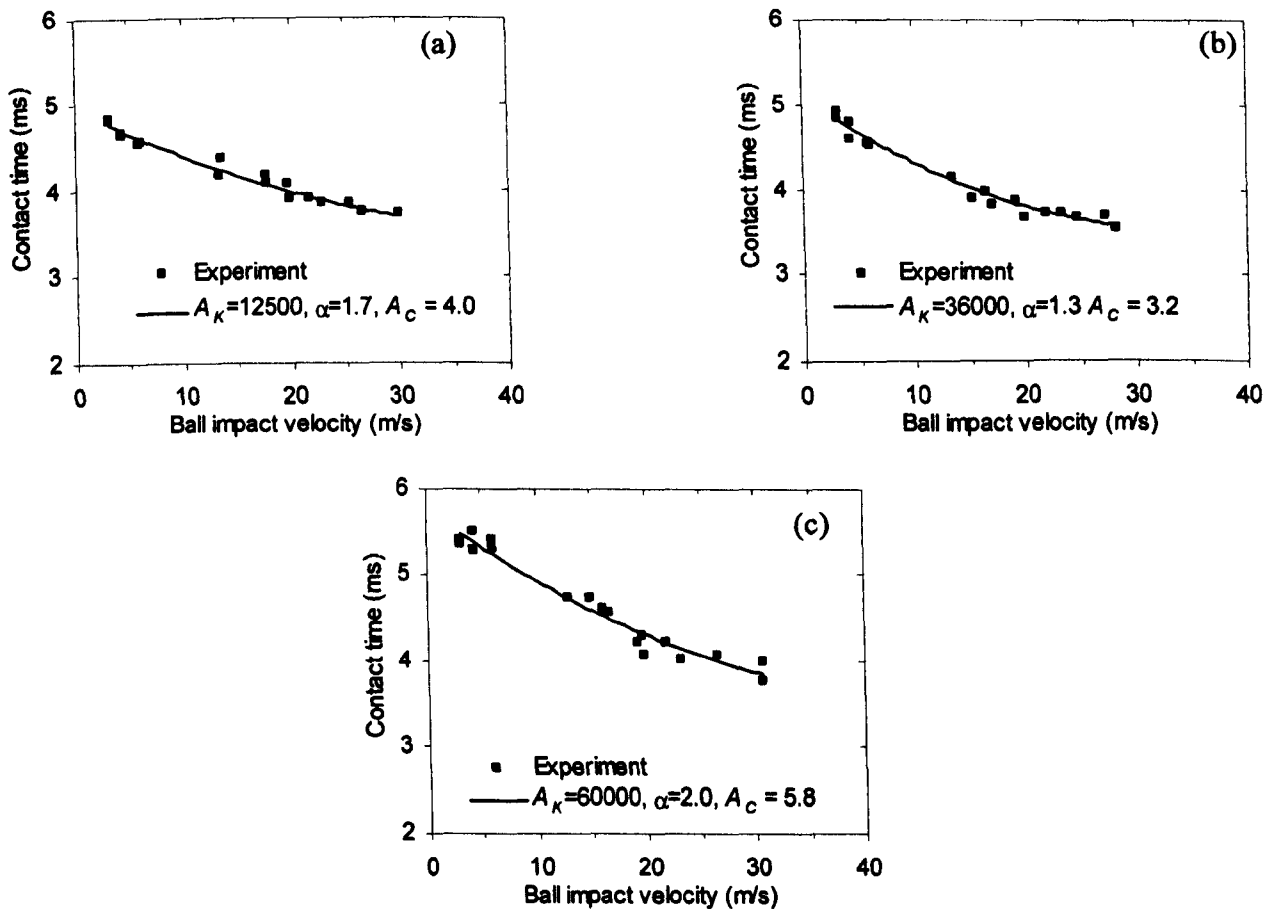 (a)
6
5
4
3
2
Contact time (ms)
Experiment
A_K=12500, α=1.7, A_C = 4.0
0 10 20 30 40
Ball impact velocity (m/s)
(b)
6
5
4
3
2
Contact time (ms)
Experiment
A_K=36000, α=1.3 A_C = 3.2
0 10 20 30 40
Ball impact velocity (m/s)
(c)
6
5
4
3
2
Contact time (ms)
Experiment
A_K=60000, α=2.0, A_C = 5.8
0 10 20 30 40
Ball impact velocity (m/s)